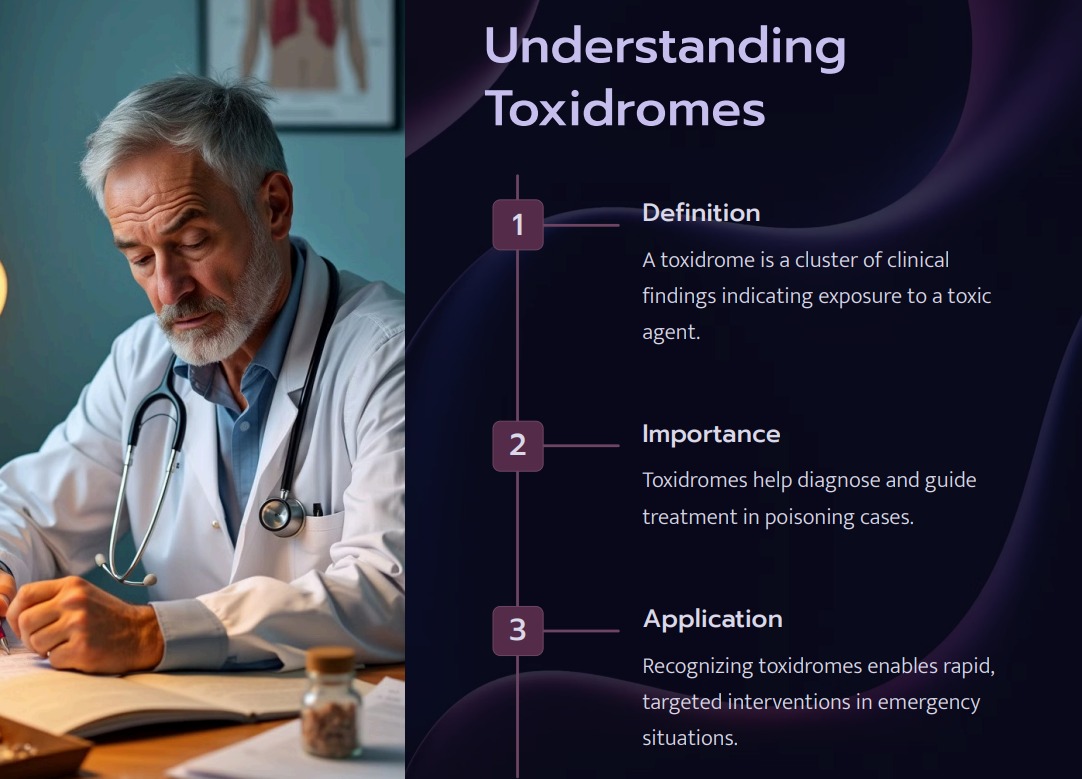 Understanding
Toxidromes
1
Definition
A toxidrome is a cluster of clinical
findings indicating exposure to a toxic
agent.
2
Importance
Toxidromes help diagnose and guide
treatment in poisoning cases.
3
Application
Recognizing toxidromes enables rapid,
targeted interventions in emergency
situations.